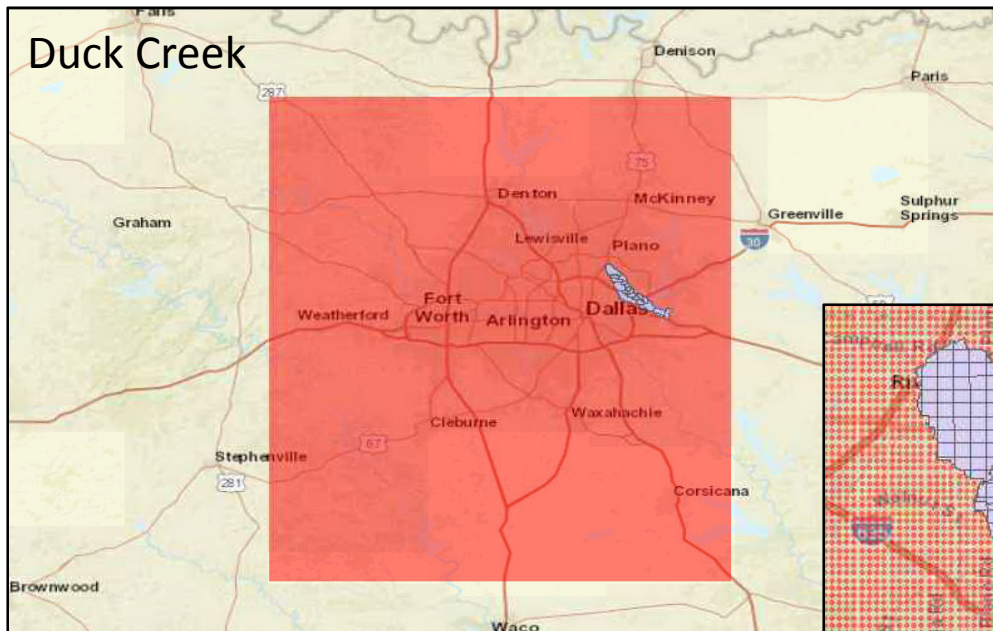 Duck Creek
Paris
Denison
Paris
287
75
Denton
McKinney
Sulphur
Springs
Graham
Greenville
Lewisville
Plano
30
Fort
Worth
Weatherford
Arlington
Dallas
Cleburne
Waxahachie
67
Stephenville
281
Corsicana
Brownwood
Waco